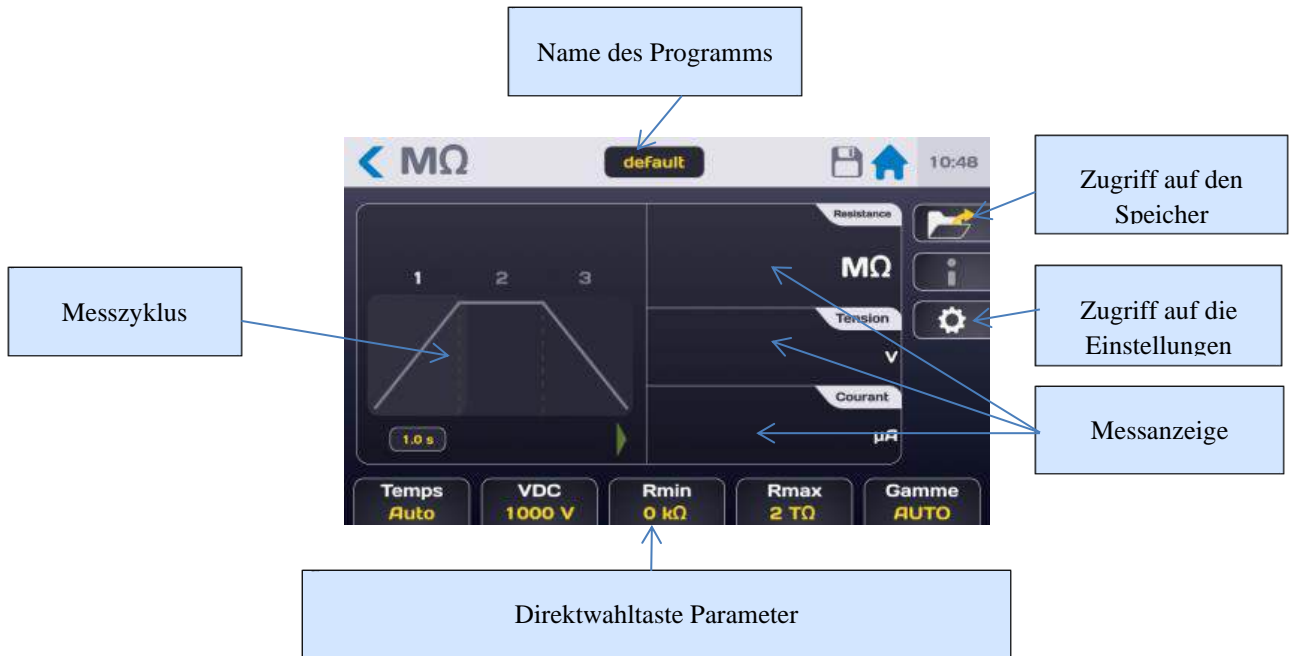 Name des Programms
MΩ
default
10:48
Zugriff auf den
Speicher
Resistance
MΩ
1 2 3
Messzyklus
Tension
V
Zugriff auf die
Einstellungen
Courant
µA
Messanzeige
1.0 s
Temps VDC Rmin Rmax Gamme
Auto 1000 V 0 kΩ 2 TΩ AUTO
Direktwahltaste Parameter